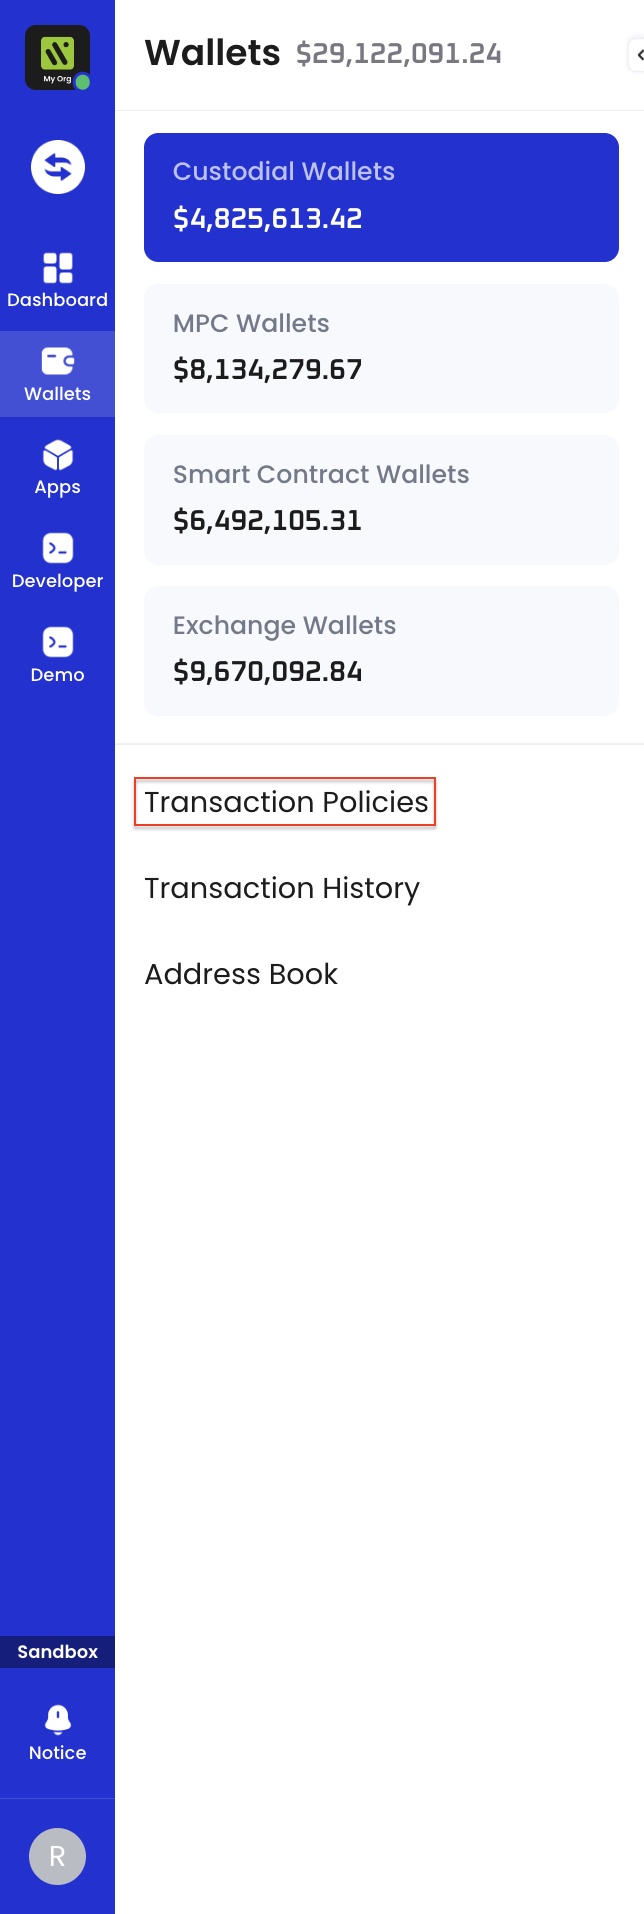 My Org
Dashboard
Wallets
Apps
Developer
Demo
Sandbox
Notice
R
Wallets $29,122,091.24
Custodial Wallets
$4,825,613.42
MPC Wallets
$8,134,279.67
Smart Contract Wallets
$6,492,105.31
Exchange Wallets
$9,670,092.84
Transaction Policies
Transaction History
Address Book